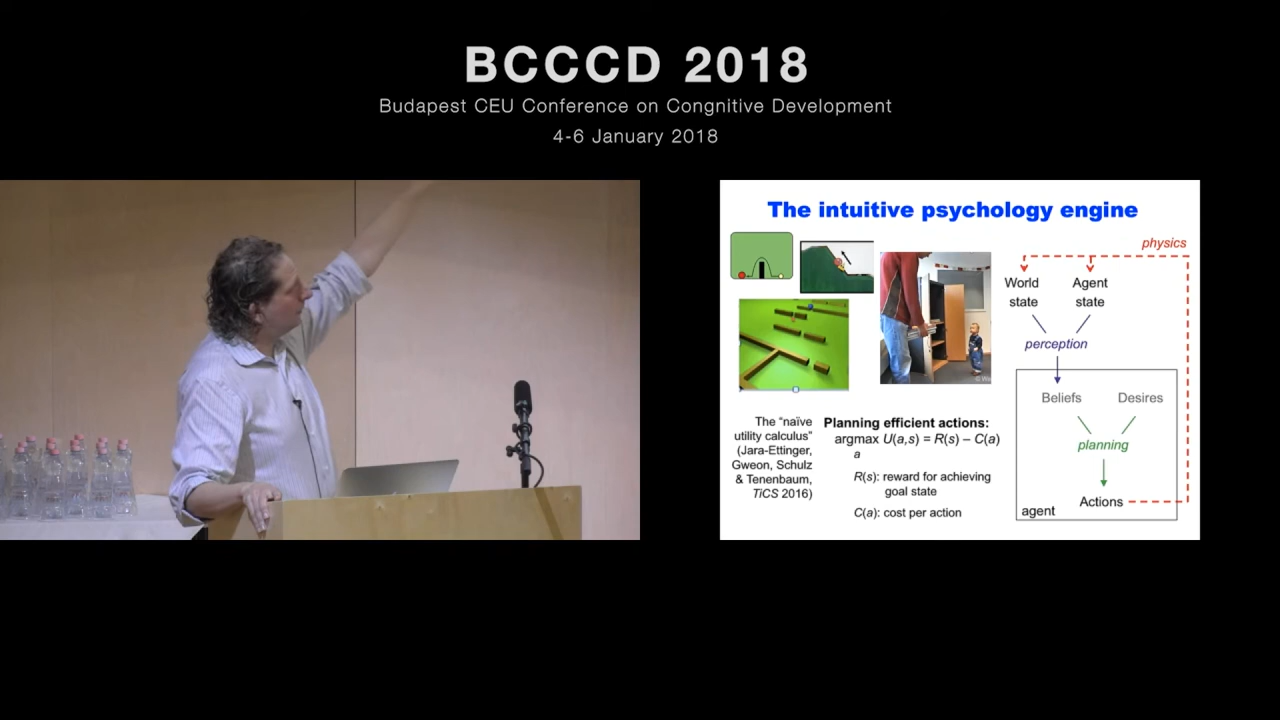 BCCCD 2018
Budapest CEU Conference on Congnitive Development
4-6 January 2018
The intuitive psychology engine
physics
World
state
Agent
state
perception
Beliefs
Desires
planning
Actions
agent
The “naïve
utility calculus”
(Jara-Ettinger,
Gweon, Schulz
& Tenenbaum,
TiCS 2016)
Planning efficient actions:
argmax U(a,s) = R(s) – C(a)
a
R(s): reward for achieving
goal state
C(a): cost per action